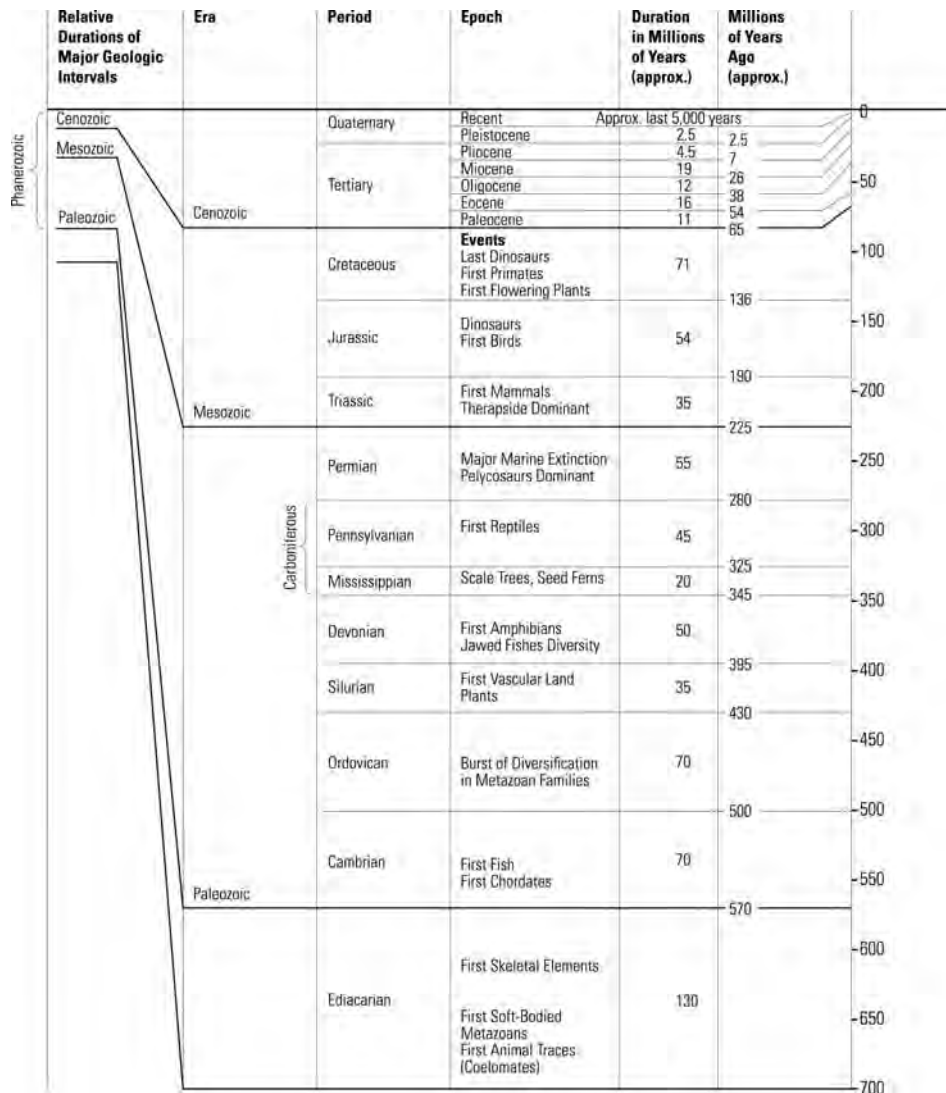 Relative Durations of Major Geologic Intervals
Era
Period
Epoch
Duration in Millions of Years (approx.)
Millions of Years Ago (approx.)
Phanerozoic
Cenozoic
Mesozoic
Paleozoic
Cenozoic
Quaternary
Recent Approx. last 5,000 years
Pleistocene 2.5
2.5
Tertiary
Pliocene 4.5
7
Miocene 19
26
Oligocene 12
38
Eocene 16
54
Paleocene 11
65
Mesozoic
Cretaceous
Events
Last Dinosaurs
First Primates
First Flowering Plants
71
136
Jurassic
Dinosaurs
First Birds
54
190
Triassic
First Mammals
Therapside Dominant
35
225
Paleozoic
Permian
Major Marine Extinction
Pelycosaurs Dominant
55
280
Carboniferous
Pennsylvanian
First Reptiles
45
325
Mississippian
Scale Trees, Seed Ferns
20
345
Devonian
First Amphibians
Jawed Fishes Diversity
50
395
Silurian
First Vascular Land
Plants
35
430
Ordovican
Burst of Diversification
in Metazoan Families
70
500
Cambrian
First Fish
First Chordates
70
570
Ediacarian
First Skeletal Elements
First Soft-Bodied
Metazoans
First Animal Traces
(Coelomates)
130
0
50
100
150
200
250
300
350
400
450
500
550
600
650
700